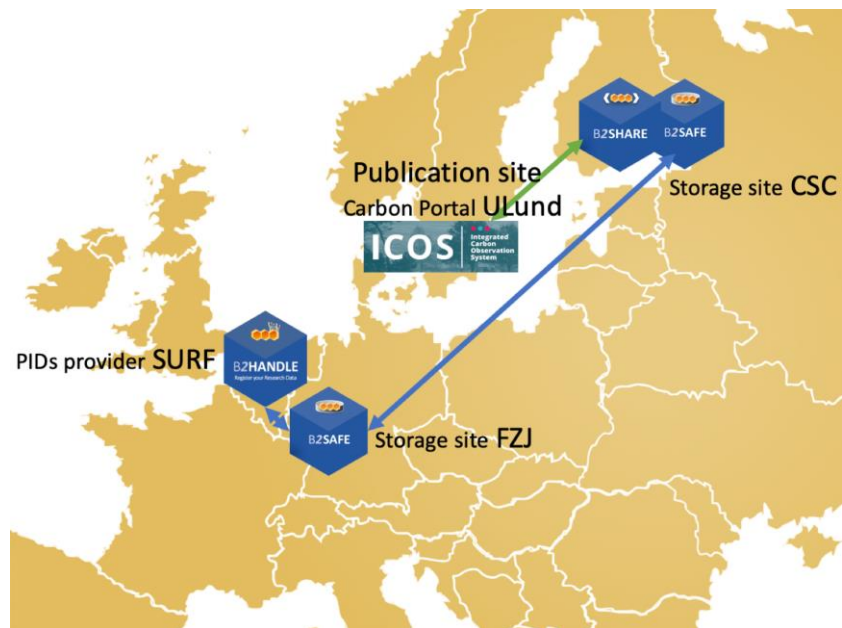 B2SHARE
B2SAFE
Publication site
Storage site CSC
Carbon Portal ULund
ICOS
Integrated
Carbon
Observation
System
PIDs provider SURF
B2HANDLE
Register your Research Data
B2SAFE
Storage site FZJ